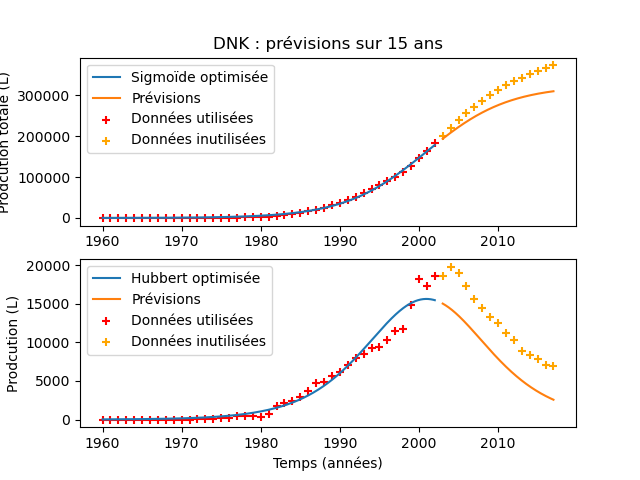 DNK : prévisions sur 15 ans
Prodcution totale (L)
300000
200000
100000
0
Sigmoïde optimisée
Prévisions
Données utilisées
Données inutilisées
1960 1970 1980 1990 2000 2010
Prodcution (L)
20000
15000
10000
5000
0
Hubbert optimisée
Prévisions
Données utilisées
Données inutilisées
1960 1970 1980 1990 2000 2010
Temps (années)